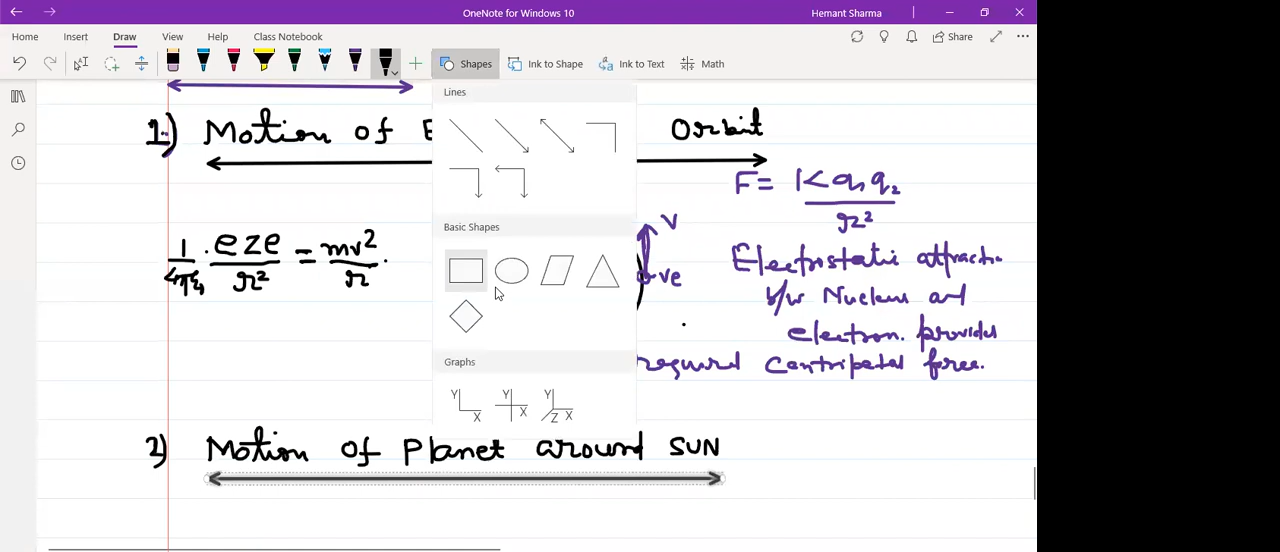 OneNote for Windows 10
Hemant Sharma
Home Insert Draw View Help Class Notebook
Share
Shapes Ink to Shape Ink to Text Math
Lines
1.) Motion of E Orbit
F = K q1 q2
r2
V
1 . eze = mv2 .
r2 r
Basic Shapes
Electrostatic attractio
ve
b/w Nucleus and
electron. provides
required Centripetal force.
Graphs
Y X Y X Y Z X
2) Motion of Planet around SUN